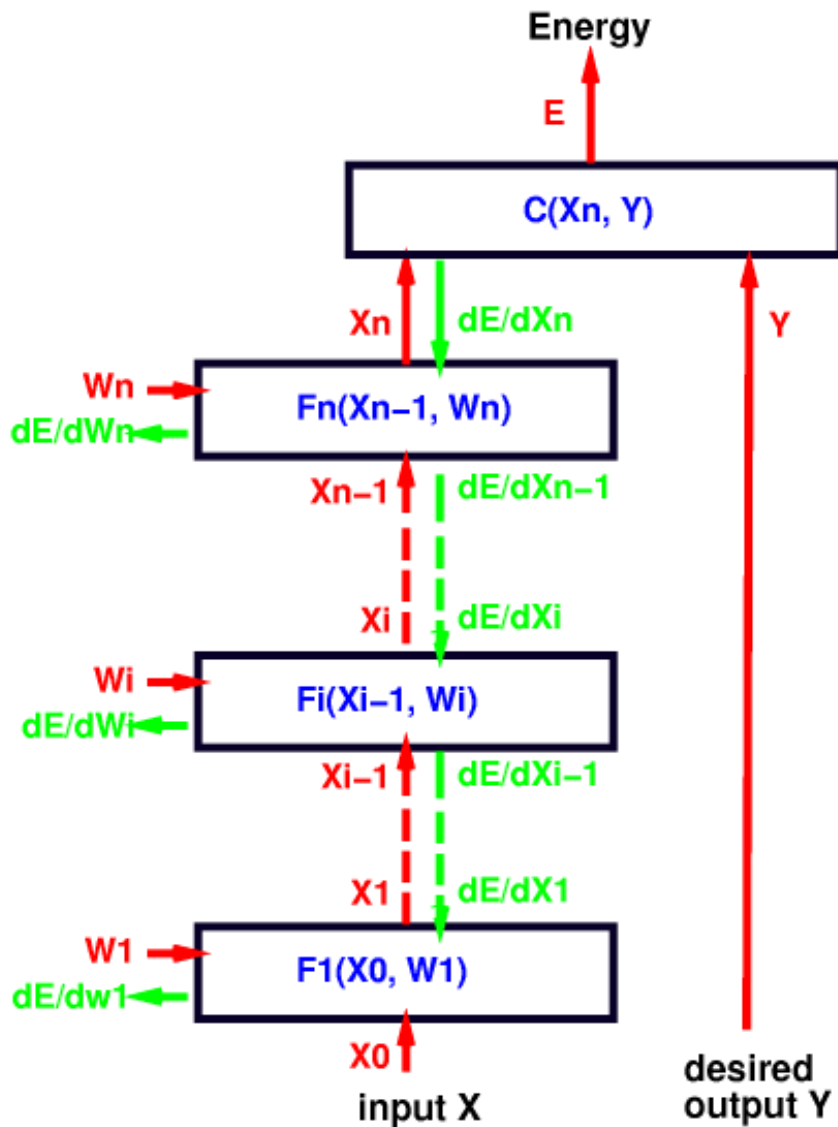 Energy
E
C(Xn, Y)
Xn
dE/dXn
Y
Wn
Fn(Xn−1, Wn)
dE/dWn
Xn−1
dE/dXn−1
Xi
dE/dXi
Wi
Fi(Xi−1, Wi)
dE/dWi
Xi−1
dE/dXi−1
X1
dE/dX1
W1
F1(X0, W1)
dE/dw1
X0
input X
desired
output Y